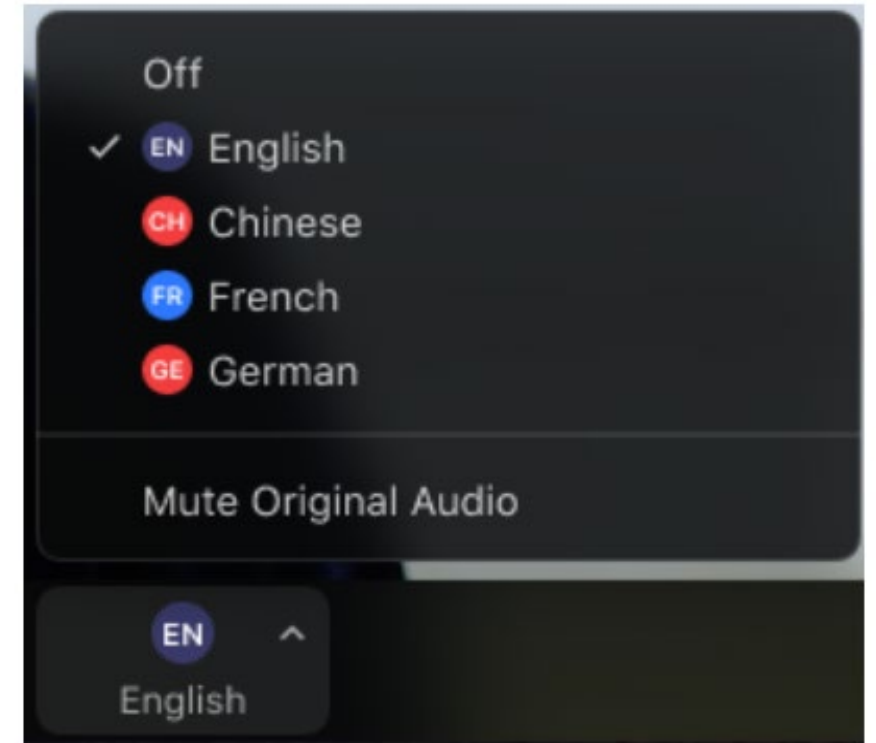 Off
EN English
CH Chinese
FR French
GE German
Mute Original Audio
EN
English